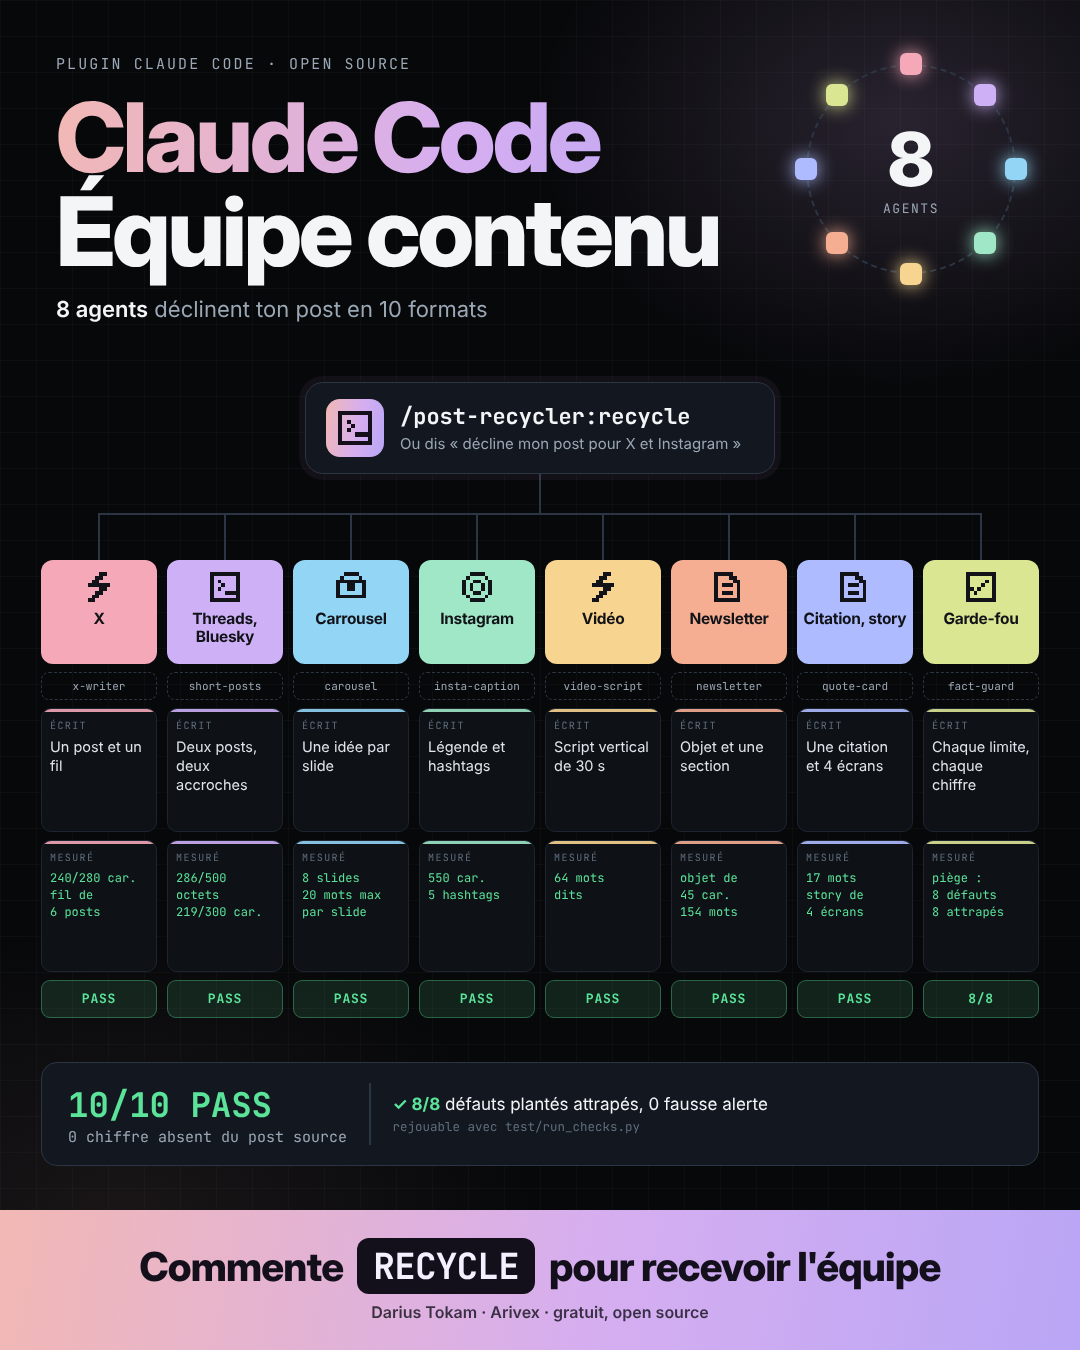 PLUGIN CLAUDE CODE · OPEN SOURCE
Claude Code
Équipe contenu
8 agents déclinent ton post en 10 formats
8
AGENTS
/post-recycler:recycle
Ou dis « décline mon post pour X et Instagram »
X
Threads,
Bluesky
Carrousel
Instagram
Vidéo
Newsletter
Citation, story
Garde-fou
x-writer
short-posts
carousel
insta-caption
video-script
newsletter
quote-card
fact-guard
ÉCRIT
Un post et un
fil
ÉCRIT
Deux posts,
deux
accroches
ÉCRIT
Une idée par
slide
ÉCRIT
Légende et
hashtags
ÉCRIT
Script vertical
de 30 s
ÉCRIT
Objet et une
section
ÉCRIT
Une citation
et 4 écrans
ÉCRIT
Chaque limite,
chaque
chiffre
MESURÉ
240/280 car.
fil de
6 posts
MESURÉ
286/500
octets
219/300 car.
MESURÉ
8 slides
20 mots max
par slide
MESURÉ
550 car.
5 hashtags
MESURÉ
64 mots
dits
MESURÉ
objet de
45 car.
154 mots
MESURÉ
17 mots
story de
4 écrans
MESURÉ
piège :
8 défauts
8 attrapés
PASS
PASS
PASS
PASS
PASS
PASS
PASS
8/8
10/10 PASS
0 chiffre absent du post source
✓ 8/8 défauts plantés attrapés, 0 fausse alerte
rejouable avec test/run_checks.py
Commente RECYCLE pour recevoir l'équipe
Darius Tokam · Arivex · gratuit, open source